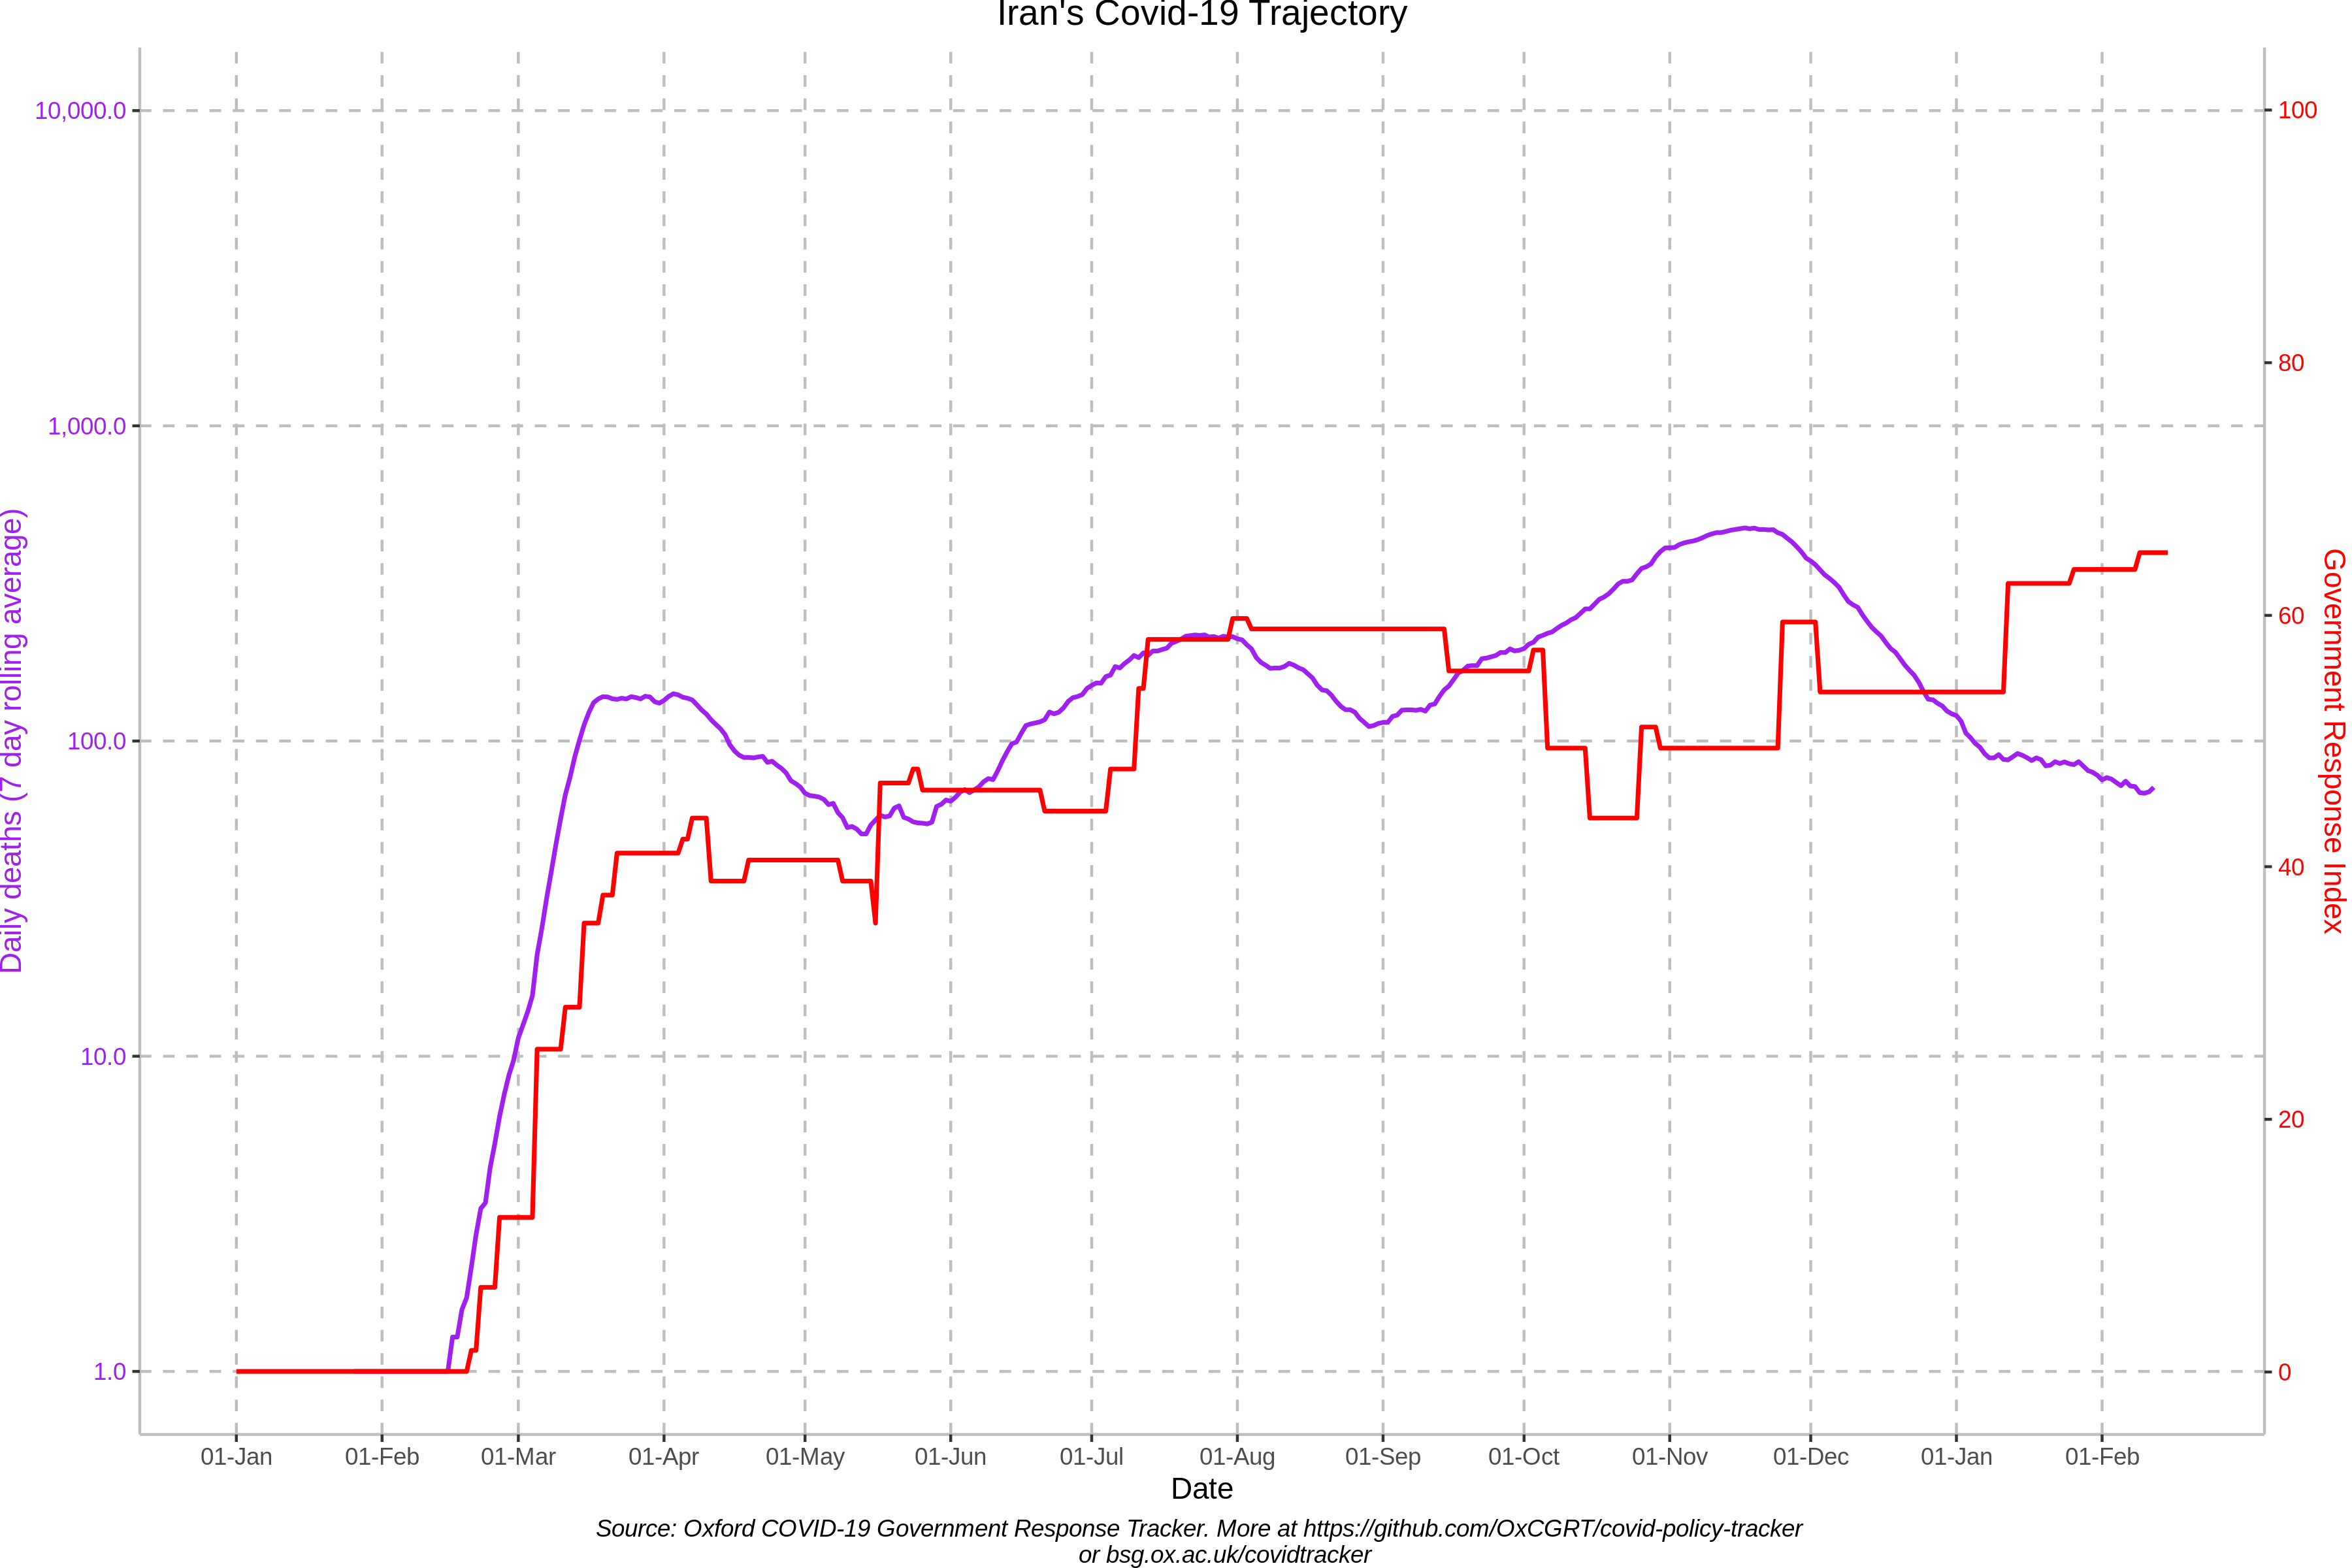 Iran's Covid-19 Trajectory
10,000.0
1,000.0
100.0
10.0
1.0
Daily deaths (7 day rolling average)
100
80
60
40
20
0
Government Response Index
01-Jan 01-Feb 01-Mar 01-Apr 01-May 01-Jun 01-Jul 01-Aug 01-Sep 01-Oct 01-Nov 01-Dec 01-Jan 01-Feb
Date
Source: Oxford COVID-19 Government Response Tracker. More at https://github.com/OxCGRT/covid-policy-tracker
or bsg.ox.ac.uk/covidtracker